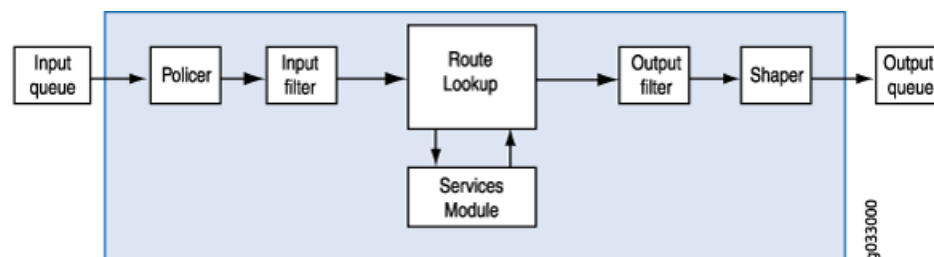 Input
queue
Policer
Input
filter
Route
Lookup
Output
filter
Shaper
Output
queue
Services
Module
g033000